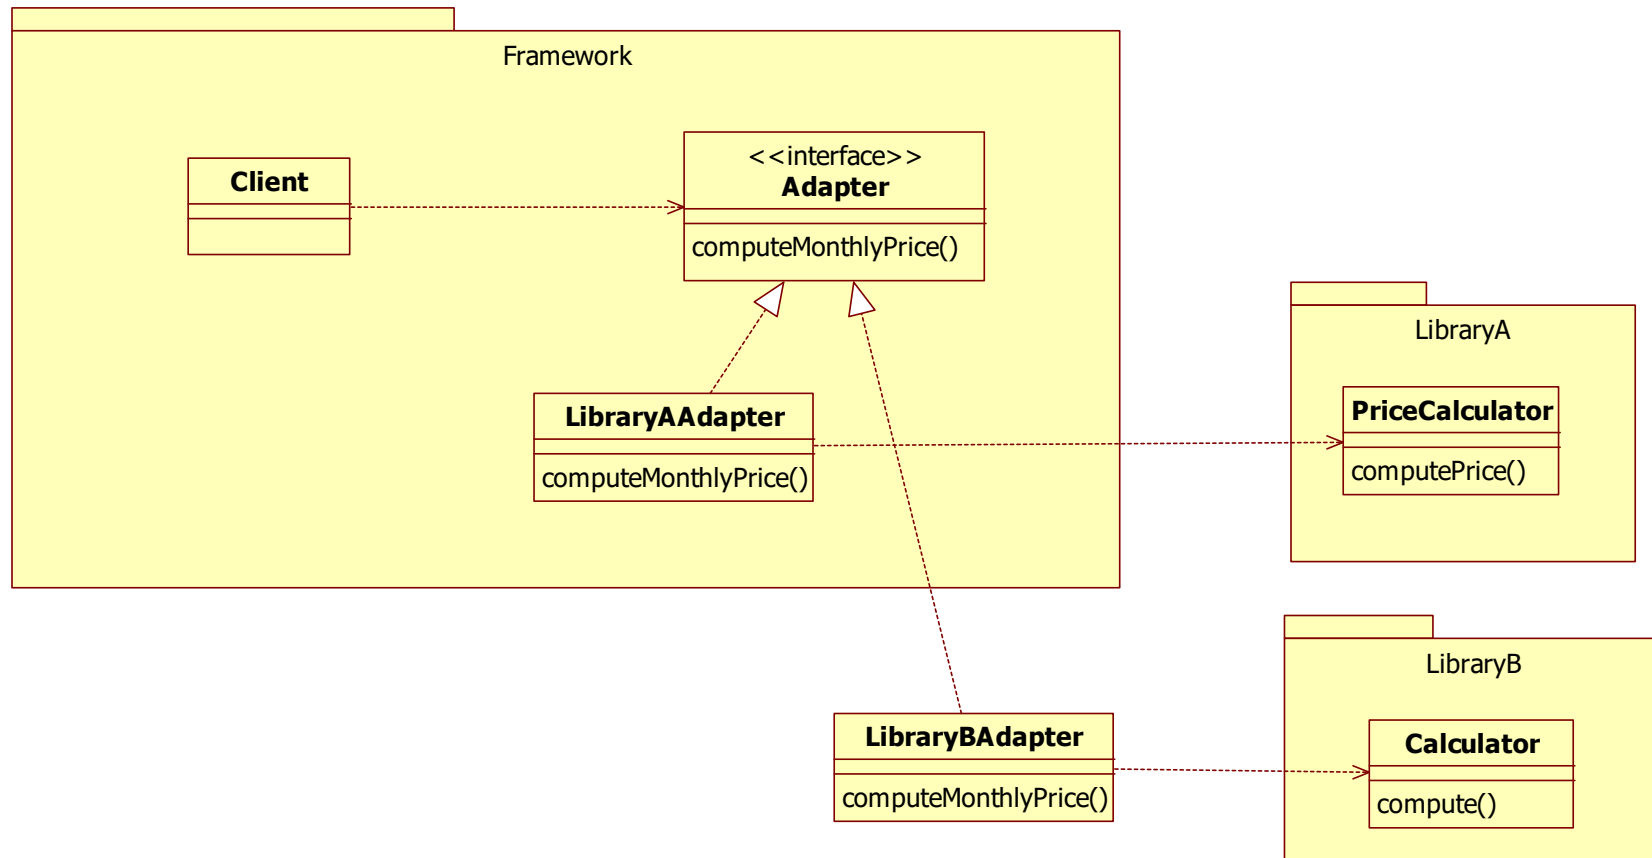 Framework
Client
<<interface>>
Adapter
computeMonthlyPrice()
LibraryAAdapter
computeMonthlyPrice()
LibraryA
PriceCalculator
computePrice()
LibraryBAdapter
computeMonthlyPrice()
LibraryB
Calculator
compute()